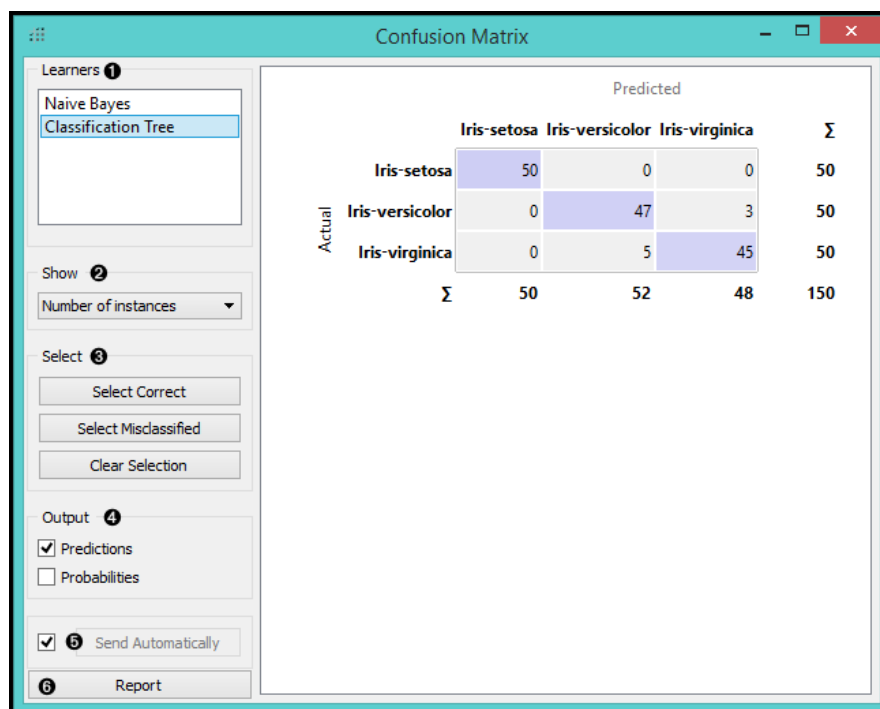 Confusion Matrix
Learners ❶
Naive Bayes
Classification Tree
Show ❷
Number of instances
Select ❸
Select Correct
Select Misclassified
Clear Selection
Output ❹
Predictions
Probabilities
❺ Send Automatically
❻ Report
Predicted
Iris-setosa Iris-versicolor Iris-virginica Σ
Actual
Iris-setosa 50 0 0 50
Iris-versicolor 0 47 3 50
Iris-virginica 0 5 45 50
Σ 50 52 48 150